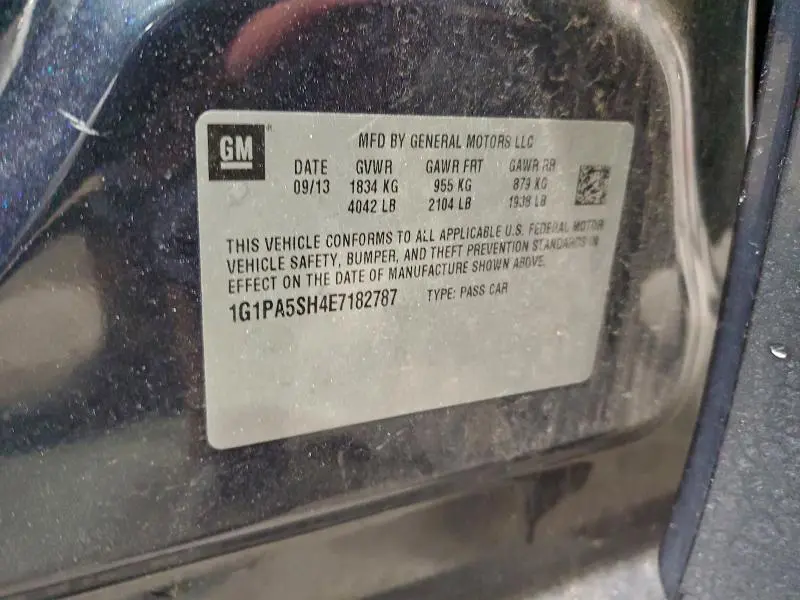 GM
MFD BY GENERAL MOTORS LLC
DATE GVWR GAWR FRT GAWR RR
09/13 1834 KG 955 KG 879 KG
4042 LB 2104 LB 1938 LB
THIS VEHICLE CONFORMS TO ALL APPLICABLE U.S. FEDERAL MOTOR
VEHICLE SAFETY, BUMPER, AND THEFT PREVENTION STANDARDS IN
EFFECT ON THE DATE OF MANUFACTURE SHOWN ABOVE.
1G1PA5SH4E7182787 TYPE: PASS CAR